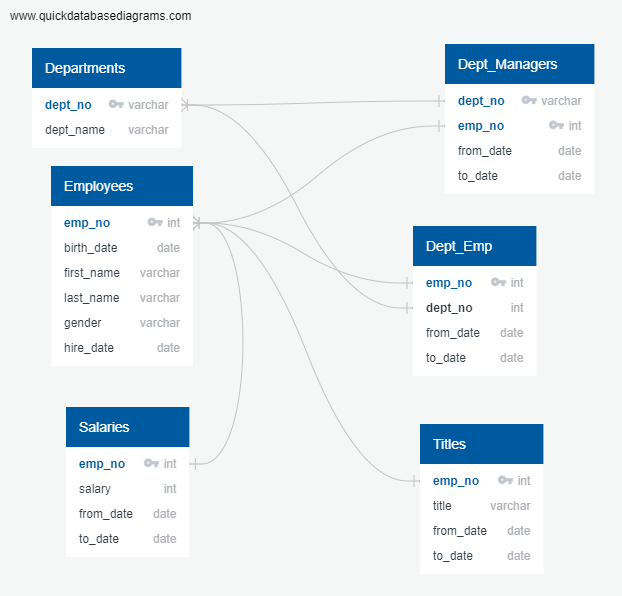 www.quickdatabasediagrams.com
Departments
dept_no varchar
dept_name varchar
Employees
emp_no int
birth_date date
first_name varchar
last_name varchar
gender varchar
hire_date date
Salaries
emp_no int
salary int
from_date date
to_date date
Dept_Managers
dept_no varchar
emp_no int
from_date date
to_date date
Dept_Emp
emp_no int
dept_no int
from_date date
to_date date
Titles
emp_no int
title varchar
from_date date
to_date date